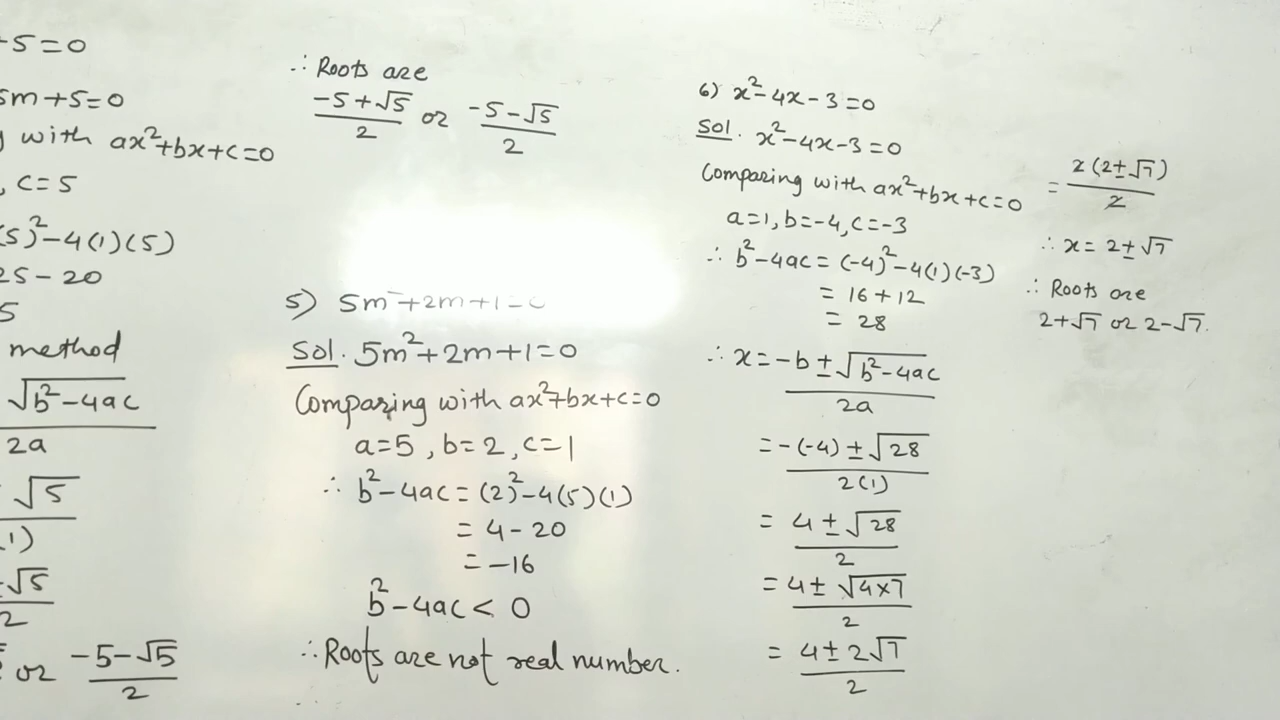 -5=0
5m+5=0
with ax²+bx+c=0
, c=5
(5)²-4(1)(5)
25-20
5
method
√(b²-4ac)
2a
√5
1)
√5
2
or (-5-√5)/2
∴ Roots are
(-5+√5)/2 or (-5-√5)/2
5) 5m²+2m+1=0
Sol. 5m²+2m+1=0
Comparing with ax²+bx+c=0
a=5, b=2, c=1
∴ b²-4ac = (2)²-4(5)(1)
= 4-20
= -16
b²-4ac < 0
∴ Roots are not real number.
6) x²-4x-3=0
Sol. x²-4x-3=0
Comparing with ax²+bx+c=0
a=1, b=-4, c=-3
∴ b²-4ac = (-4)²-4(1)(-3)
= 16+12
= 28
∴ x = (-b±√(b²-4ac))/2a
= (-(-4)±√28)/2(1)
= (4±√28)/2
= (4±√(4×7))/2
= (4±2√7)/2
= 2(2±√7)/2
∴ x = 2±√7
∴ Roots are
2+√7 or 2-√7.